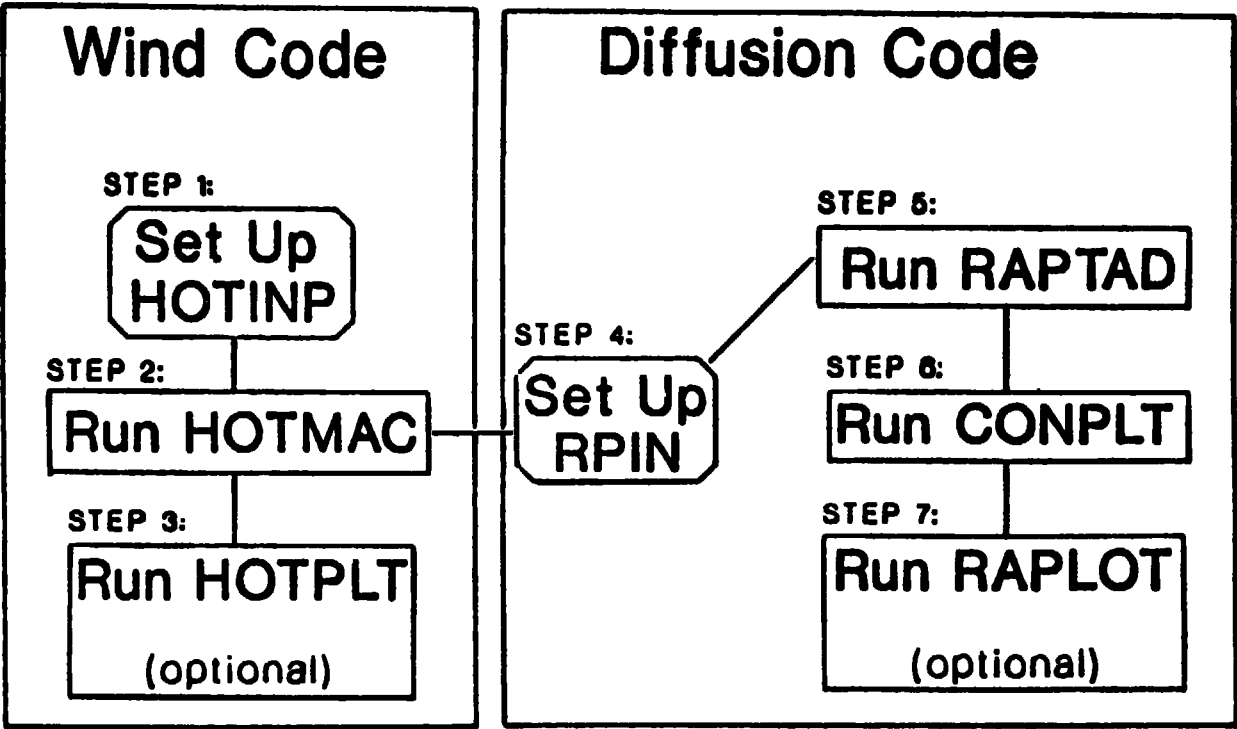 Wind Code
STEP 1:
Set Up
HOTINP
STEP 2:
Run HOTMAC
STEP 3:
Run HOTPLT
(optional)
Diffusion Code
STEP 4:
Set Up
RPIN
STEP 5:
Run RAPTAD
STEP 6:
Run CONPLT
STEP 7:
Run RAPLOT
(optional)